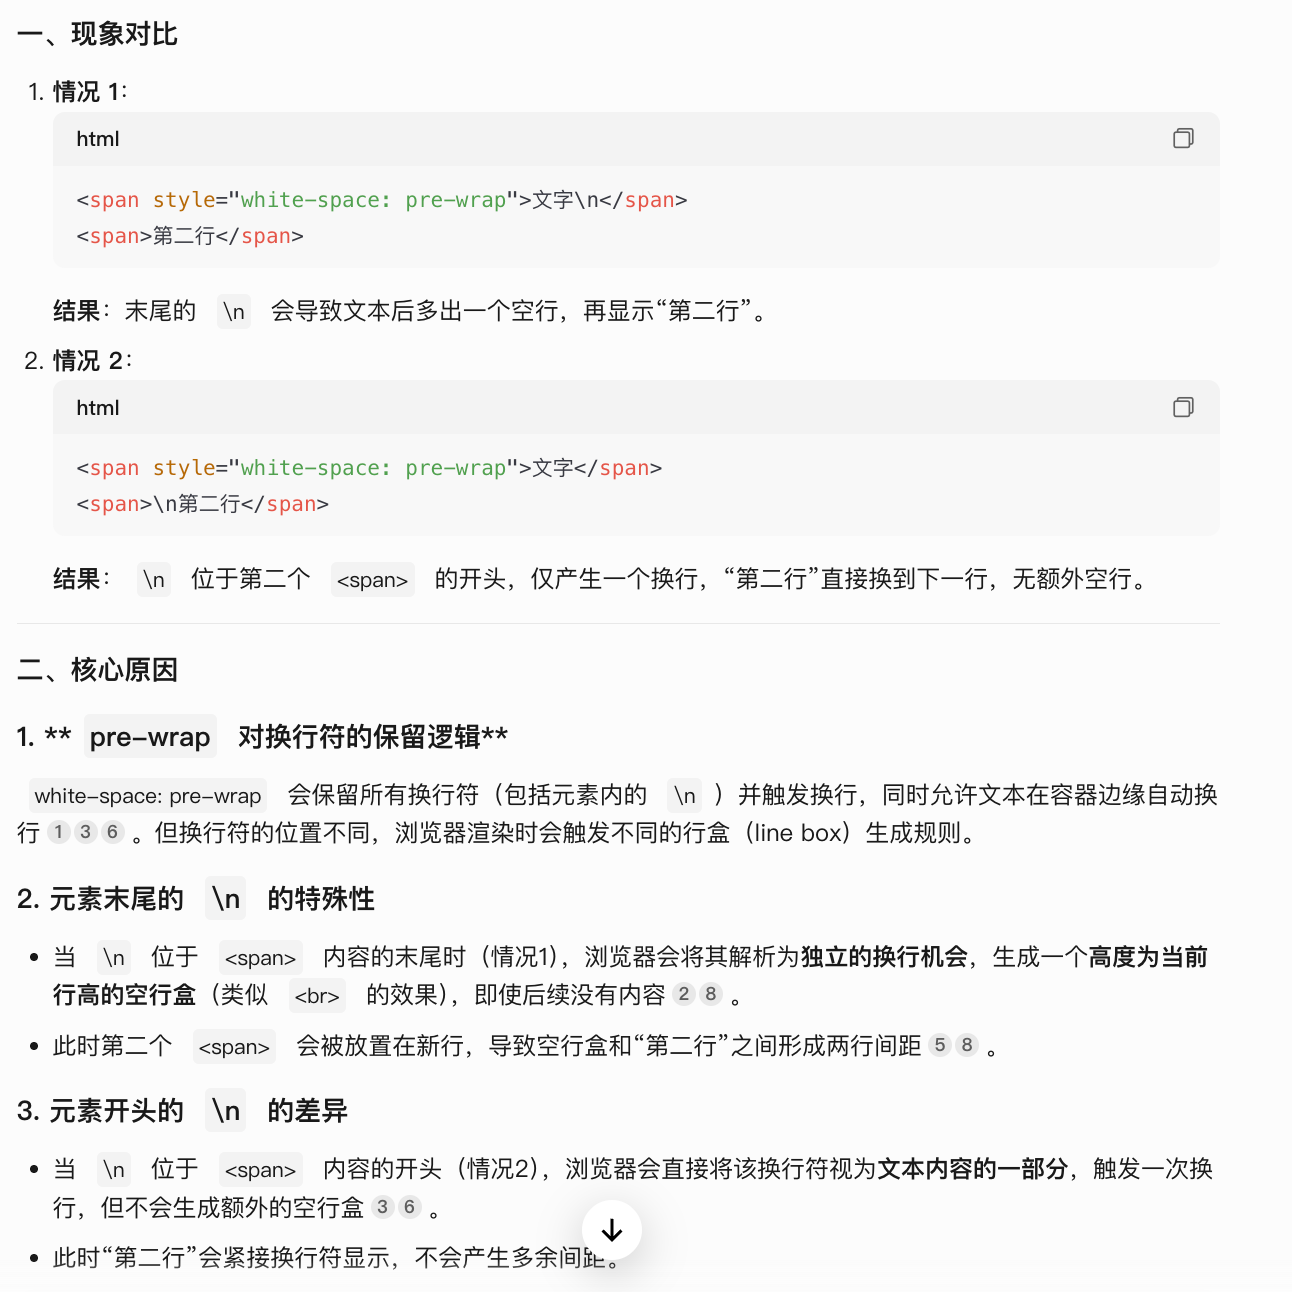 一、现象对比
1. 情况 1：
html
<span style="white-space: pre-wrap">文字\n</span>
<span>第二行</span>
结果：末尾的 \n 会导致文本后多出一个空行，再显示“第二行”。
2. 情况 2：
html
<span style="white-space: pre-wrap">文字</span>
<span>\n第二行</span>
结果： \n 位于第二个 <span> 的开头，仅产生一个换行，“第二行”直接换到下一行，无额外空行。
二、核心原因
1. ** pre-wrap 对换行符的保留逻辑**
white-space: pre-wrap 会保留所有换行符（包括元素内的 \n ）并触发换行，同时允许文本在容器边缘自动换
行 1 3 6 。但换行符的位置不同，浏览器渲染时会触发不同的行盒（line box）生成规则。
2. 元素末尾的 \n 的特殊性
• 当 \n 位于 <span> 内容的末尾时（情况1），浏览器会将其解析为独立的换行机会，生成一个高度为当前
行高的空行盒（类似 <br> 的效果），即使后续没有内容 2 8 。
• 此时第二个 <span> 会被放置在新行，导致空行盒和“第二行”之间形成两行间距 5 8 。
3. 元素开头的 \n 的差异
• 当 \n 位于 <span> 内容的开头（情况2），浏览器会直接将该换行符视为文本内容的一部分，触发一次换
行，但不会生成额外的空行盒 3 6 。
• 此时“第二行”会紧接换行符显示，不会产生多余间距。